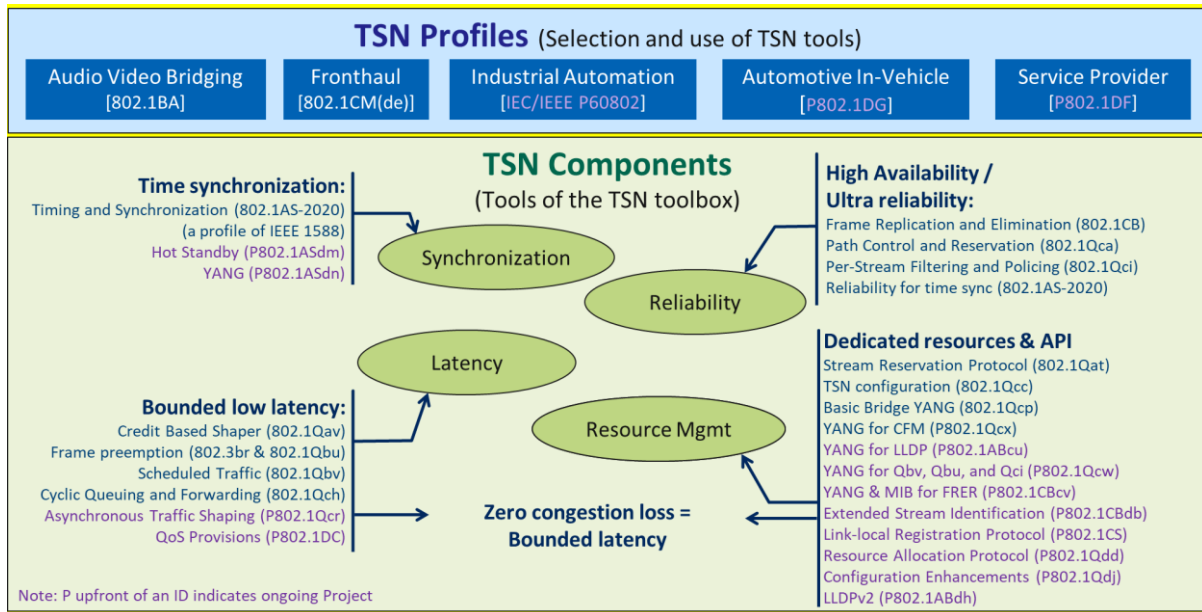 TSN Profiles (Selection and use of TSN tools)
Audio Video Bridging
[802.1BA]
Fronthaul
[802.1CM(de)]
Industrial Automation
[IEC/IEEE P60802]
Automotive In-Vehicle
[P802.1DG]
Service Provider
[P802.1DF]
TSN Components
(Tools of the TSN toolbox)
Time synchronization:
Timing and Synchronization (802.1AS-2020)
(a profile of IEEE 1588)
Hot Standby (P802.1ASdm)
YANG (P802.1ASdn)
Synchronization
High Availability /
Ultra reliability:
Frame Replication and Elimination (802.1CB)
Path Control and Reservation (802.1Qca)
Per-Stream Filtering and Policing (802.1Qci)
Reliability for time sync (802.1AS-2020)
Reliability
Latency
Bounded low latency:
Credit Based Shaper (802.1Qav)
Frame preemption (802.3br & 802.1Qbu)
Scheduled Traffic (802.1Qbv)
Cyclic Queuing and Forwarding (802.1Qch)
Asynchronous Traffic Shaping (P802.1Qcr)
QoS Provisions (P802.1DC)
Resource Mgmt
Zero congestion loss =
Bounded latency
Dedicated resources & API
Stream Reservation Protocol (802.1Qat)
TSN configuration (802.1Qcc)
Basic Bridge YANG (802.1Qcp)
YANG for CFM (P802.1Qcx)
YANG for LLDP (P802.1ABcu)
YANG for Qbv, Qbu, and Qci (P802.1Qcw)
YANG & MIB for FRER (P802.1CBcv)
Extended Stream Identification (P802.1CBdb)
Link-local Registration Protocol (P802.1CS)
Resource Allocation Protocol (P802.1Qdd)
Configuration Enhancements (P802.1Qdj)
LLDPv2 (P802.1ABdh)
Note: P upfront of an ID indicates ongoing Project